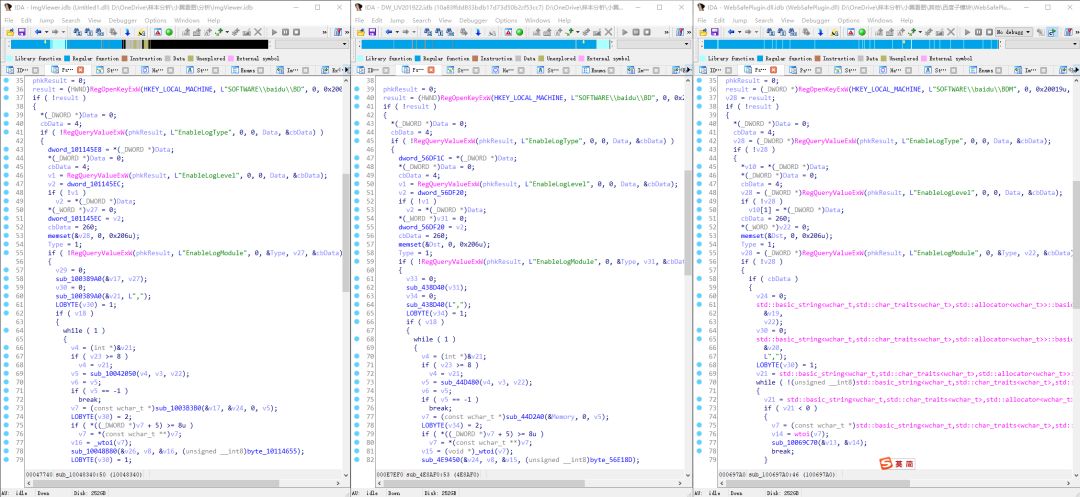 IDA - ImgViewer.idb (Untitled1.dll) D:\OneDrive\样本分析\小黑看图\分析\ImgViewer.idb
File Edit Jump Search View Debugger Options Windows Help
Library function Regular function Instruction Data Unexplored External symbol
35 phkResult = 0;
36 result = (HWND)RegOpenKeyExW(HKEY_LOCAL_MACHINE, L"SOFTWARE\\baidu\\BD", 0, 0x200
37 if ( !result )
38 {
39 *(_DWORD *)Data = 0;
40 cbData = 4;
41 if ( !RegQueryValueExW(phkResult, L"EnableLogType", 0, 0, Data, &cbData) )
42 {
43 dword_101145E8 = *(_DWORD *)Data;
44 *(_DWORD *)Data = 0;
45 cbData = 4;
46 v1 = RegQueryValueExW(phkResult, L"EnableLogLevel", 0, 0, Data, &cbData);
47 v2 = dword_101145EC;
48 if ( !v1 )
49 v2 = *(_DWORD *)Data;
50 *(_WORD *)v27 = 0;
51 dword_101145EC = v2;
52 cbData = 260;
53 memset(&v28, 0, 0x206u);
54 Type = 1;
55 if ( !RegQueryValueExW(phkResult, L"EnableLogModule", 0, &Type, v27, &cbData)
56 {
57 v29 = 0;
58 sub_100389A0(&v17, v27);
59 v30 = 0;
60 sub_100389A0(&v21, L",");
61 LOBYTE(v30) = 1;
62 if ( v18 )
63 {
64 while ( 1 )
65 {
66 v4 = (int *)&v21;
67 if ( v23 >= 8 )
68 v4 = v21;
69 v5 = sub_10042050(v4, v3, v22);
70 v6 = v5;
71 if ( v5 == -1 )
72 break;
73 v7 = (const wchar_t *)sub_1003B3B0(&v17, &v24, 0, v5);
74 LOBYTE(v30) = 2;
75 if ( *((_DWORD *)v7 + 5) >= 8u )
76 v7 = *(const wchar_t **)v7;
77 v16 = _wtoi(v7);
78 sub_10048880(&v26, v8, &v16, (unsigned __int8)byte_10114655);
79 LOBYTE(v30) = 1;
00047740 sub_10048340:50 (10048340)
AU: idle Down Disk: 252GB
File Edit Jump Search View Debugger Options Windows Help
Library function Regular function Instruction Data Unexplored External symbol
38
39 phkResult = 0;
40 result = (HWND)RegOpenKeyExW(HKEY_LOCAL_MACHINE, L"SOFTWARE\\baidu\\BD", 0, 0x2
41 if ( !result )
42 {
43 *(_DWORD *)Data = 0;
44 cbData = 4;
45 if ( !RegQueryValueExW(phkResult, L"EnableLogType", 0, 0, Data, &cbData) )
46 {
47 dword_56DF1C = *(_DWORD *)Data;
48 *(_DWORD *)Data = 0;
49 cbData = 4;
50 v1 = RegQueryValueExW(phkResult, L"EnableLogLevel", 0, 0, Data, &cbData);
51 v2 = dword_56DF20;
52 if ( !v1 )
53 v2 = *(_DWORD *)Data;
54 *(_WORD *)v31 = 0;
55 dword_56DF20 = v2;
56 cbData = 260;
57 memset(&Dst, 0, 0x206u);
58 Type = 1;
59 if ( !RegQueryValueExW(phkResult, L"EnableLogModule", 0, &Type, v31, &cbDat
60 {
61 v33 = 0;
62 sub_438D40(v31);
63 v34 = 0;
64 sub_438D40(L",");
65 LOBYTE(v34) = 1;
66 if ( v18 )
67 {
68 while ( 1 )
69 {
70 v4 = (int *)&v21;
71 if ( v23 >= 8 )
72 v4 = v21;
73 v5 = sub_44D480(v4, v3, v22);
74 v6 = v5;
75 if ( v5 == -1 )
76 break;
77 v7 = (const wchar_t *)sub_44D2A0(&Memory, 0, v5);
78 LOBYTE(v34) = 2;
79 if ( *((_DWORD *)v7 + 5) >= 8u )
80 v7 = *(const wchar_t **)v7;
81 v15 = (void *)_wtoi(v7);
82 sub_4E9450(&v24, v8, &v15, (unsigned __int8)byte_56E18D);
000E7EF0 sub_4E8AF0:53 (4E8AF0)
AU: idle Down Disk: 252GB
File Edit Jump Search View Debugger Options Windows Help
No debugger
Library function Regular function Instruction Data Unexplored External symbol
35 phkResult = 0;
36 result = (_DWORD *)RegOpenKeyExW(HKEY_LOCAL_MACHINE, L"SOFTWARE\\baidu\\BDM", 0, 0x20019u,
37 v28 = result;
38 if ( !result )
39 {
40 *(_DWORD *)Data = 0;
41 cbData = 4;
42 v28 = (_DWORD *)RegQueryValueExW(phkResult, L"EnableLogType", 0, 0, Data, &cbData);
43 if ( !v28 )
44 {
45 *v10 = *(_DWORD *)Data;
46 *(_DWORD *)Data = 0;
47 cbData = 4;
48 v28 = (_DWORD *)RegQueryValueExW(phkResult, L"EnableLogLevel", 0, 0, Data, &cbData);
49 if ( !v28 )
50 v10[1] = *(_DWORD *)Data;
51 cbData = 260;
52 *(_WORD *)v22 = 0;
53 memset(&Dst, 0, 0x206u);
54 Type = 1;
55 v28 = (_DWORD *)RegQueryValueExW(phkResult, L"EnableLogModule", 0, &Type, v22, &cbData);
56 if ( !v28 )
57 {
58 if ( cbData )
59 {
60 v24 = 0;
61 std::basic_string<wchar_t,std::char_traits<wchar_t>,std::allocator<wchar_t>>::basic_
62 &v19,
63 v22);
64 v30 = 0;
65 std::basic_string<wchar_t,std::char_traits<wchar_t>,std::allocator<wchar_t>>::basic_
66 &v20,
67 L",");
68 LOBYTE(v30) = 1;
69 v21 = std::basic_string<wchar_t,std::char_traits<wchar_t>,std::allocator<wchar_t>>::
70 while ( !(unsigned __int8)std::basic_string<wchar_t,std::char_traits<wchar_t>,std::
71 {
72 v21 = std::basic_string<wchar_t,std::char_traits<wchar_t>,std::allocator<wchar_t>
73 if ( v21 < 0 )
74 {
75 v7 = (const wchar_t *)std::basic_string<wchar_t,std::char_traits<wchar_t>,std::
76 v14 = wtoi(v7);
77 sub_10069C70(&v13, &v14);
78 break;
79 }
S 英 简
000697A0 sub_100697A0:46 (100697A0)
AU: idle Down Disk: 252GB